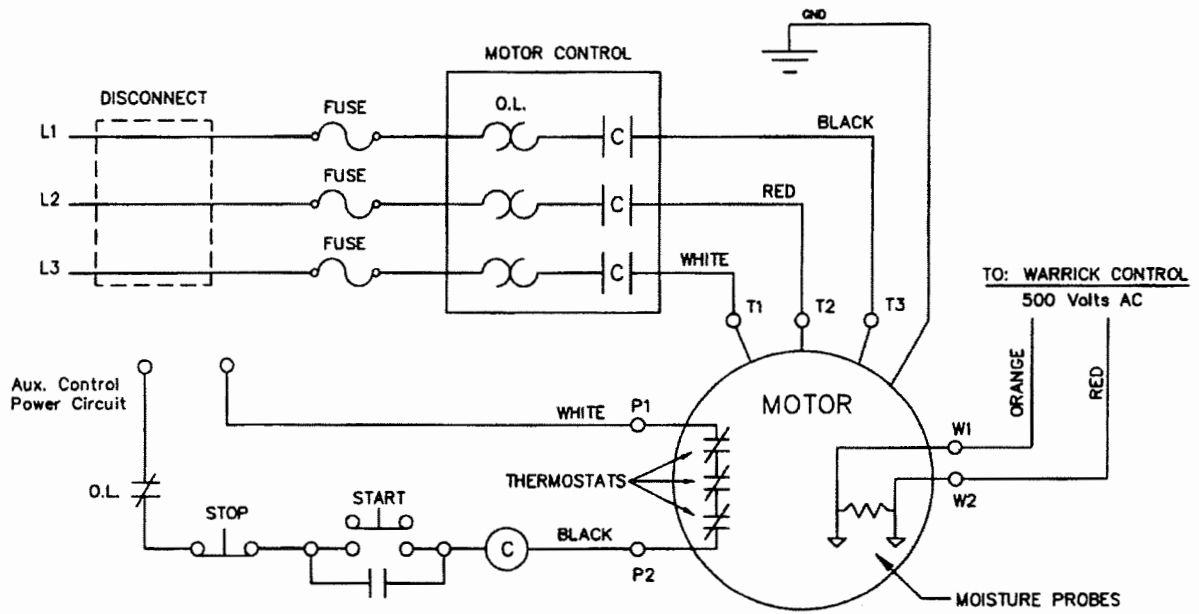 GND
MOTOR CONTROL
DISCONNECT
FUSE
O.L.
L1
C
BLACK
FUSE
L2
C
RED
FUSE
L3
C
WHITE
TO: WARRICK CONTROL
500 Volts AC
T1
T2
T3
ORANGE
RED
Aux. Control
Power Circuit
WHITE
P1
MOTOR
W1
THERMOSTATS
W2
O.L.
STOP
START
C
BLACK
P2
MOISTURE PROBES